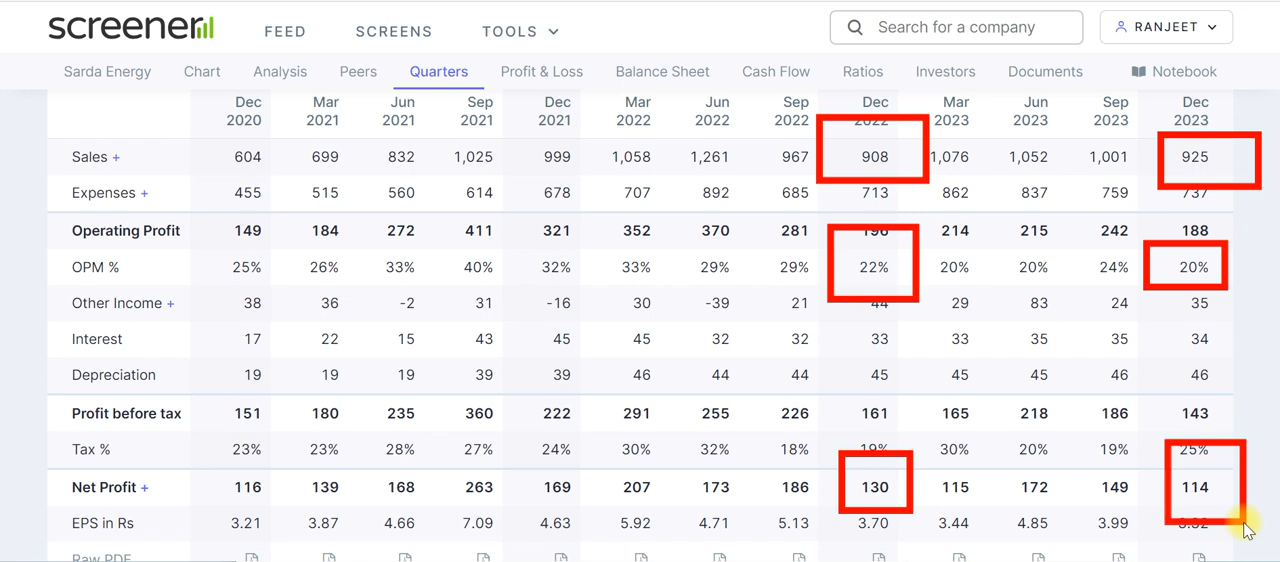 screener
FEED SCREENS TOOLS
Search for a company
RANJEET
Sarda Energy Chart Analysis Peers Quarters Profit & Loss Balance Sheet Cash Flow Ratios Investors Documents Notebook
Dec 2020 Mar 2021 Jun 2021 Sep 2021 Dec 2021 Mar 2022 Jun 2022 Sep 2022 Dec 2022 Mar 2023 Jun 2023 Sep 2023 Dec 2023
Sales + 604 699 832 1,025 999 1,058 1,261 967 908 1,076 1,052 1,001 925
Expenses + 455 515 560 614 678 707 892 685 713 862 837 759 737
Operating Profit 149 184 272 411 321 352 370 281 196 214 215 242 188
OPM % 25% 26% 33% 40% 32% 33% 29% 29% 22% 20% 20% 24% 20%
Other Income + 38 36 -2 31 -16 30 -39 21 44 29 83 24 35
Interest 17 22 15 43 45 45 32 32 33 33 35 35 34
Depreciation 19 19 19 39 39 46 44 44 45 45 45 46 46
Profit before tax 151 180 235 360 222 291 255 226 161 165 218 186 143
Tax % 23% 23% 28% 27% 24% 30% 32% 18% 19% 30% 20% 19% 25%
Net Profit + 116 139 168 263 169 207 173 186 130 115 172 149 114
EPS in Rs 3.21 3.87 4.66 7.09 4.63 5.92 4.71 5.13 3.70 3.44 4.85 3.99
Raw PDF